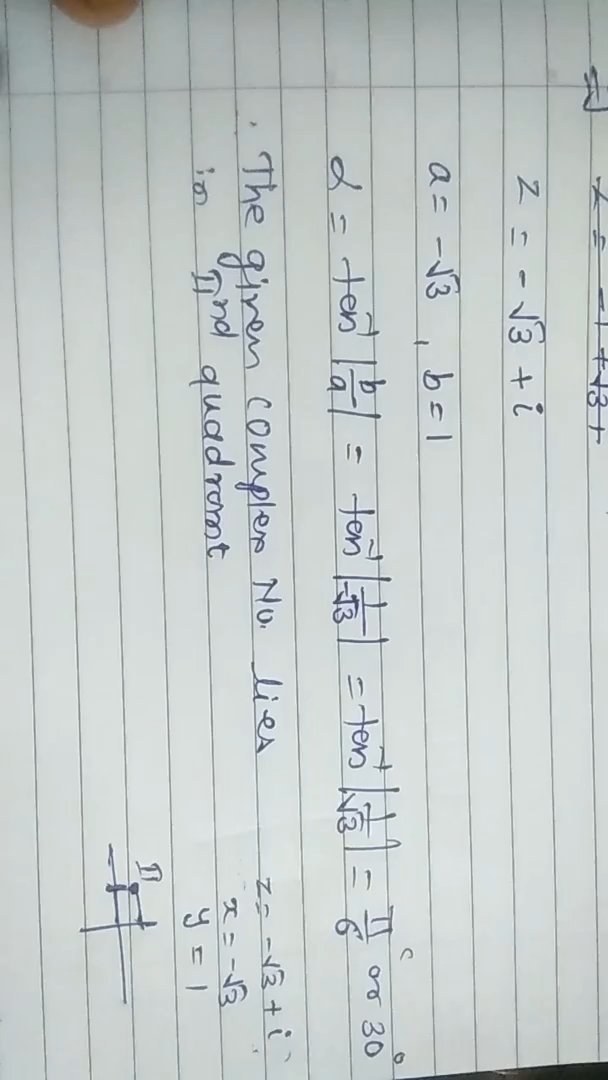 z = -√3 + i
a = -√3 , b = 1
α = tan⁻¹ |b/a| = tan⁻¹ |1/-√3| = tan⁻¹ |1/√3| = π/6 ᶜ or 30°
. The given complex No. lies
in IInd quadrant
z = -√3 + i
x = -√3
y = 1
II